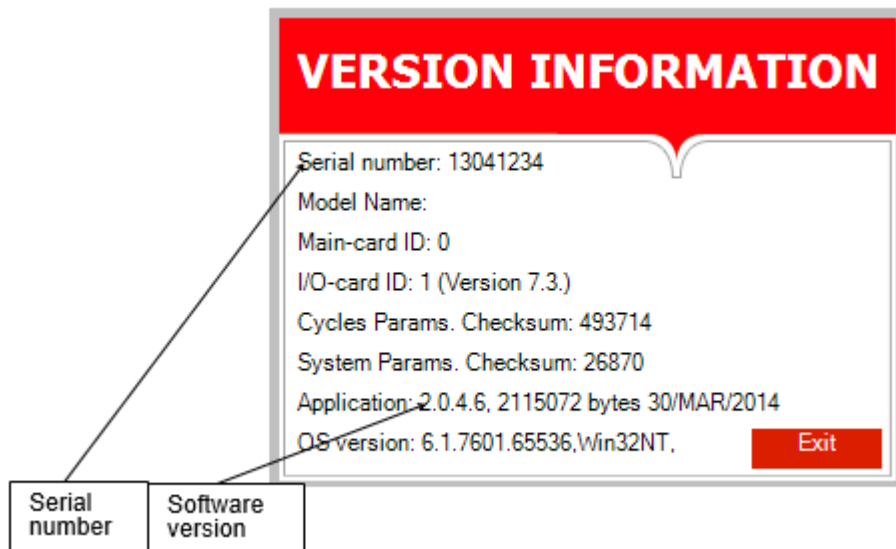 VERSION INFORMATION
Serial number: 13041234
Model Name:
Main-card ID: 0
I/O-card ID: 1 (Version 7.3.)
Cycles Params. Checksum: 493714
System Params. Checksum: 26870
Application: 2.0.4.6, 2115072 bytes 30/MAR/2014
OS version: 6.1.7601.65536,Win32NT,
Exit
Serial
number
Software
version